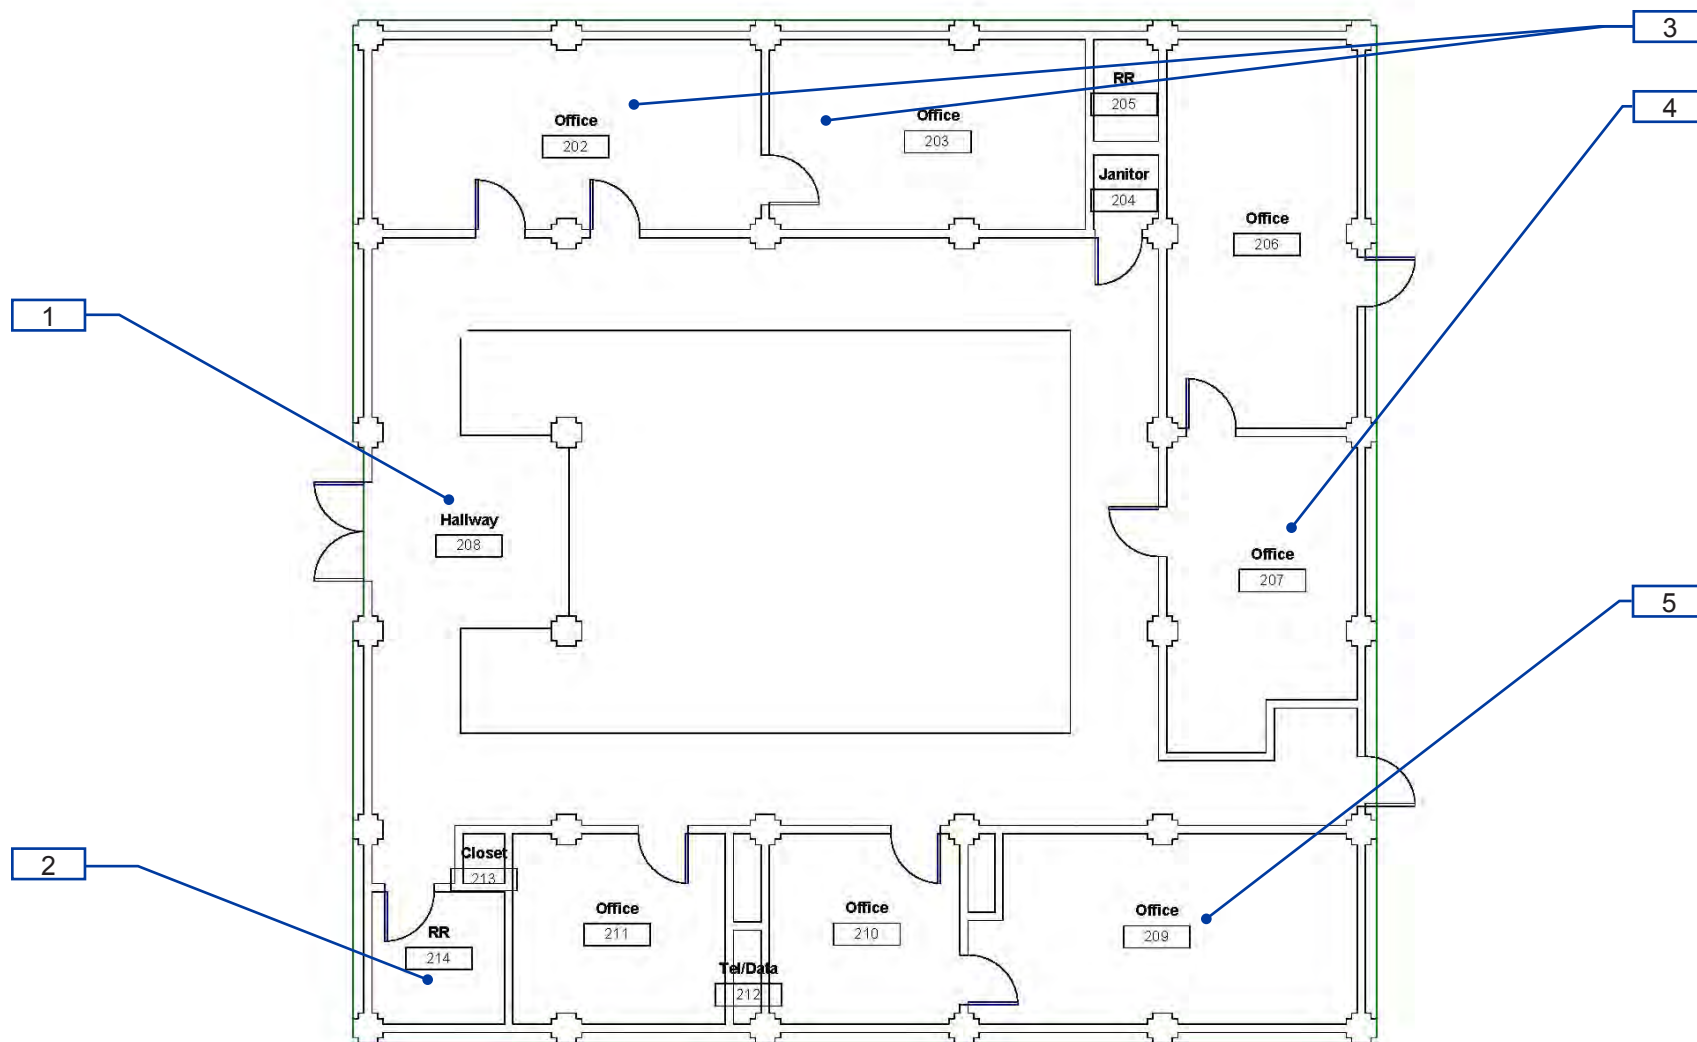 3
RR
205
4
Office
202
Office
203
Janitor
204
Office
206
1
Hallway
208
Office
207
5
Closet
213
2
Office
211
Office
210
Office
209
RR
214
Tel/Data
212